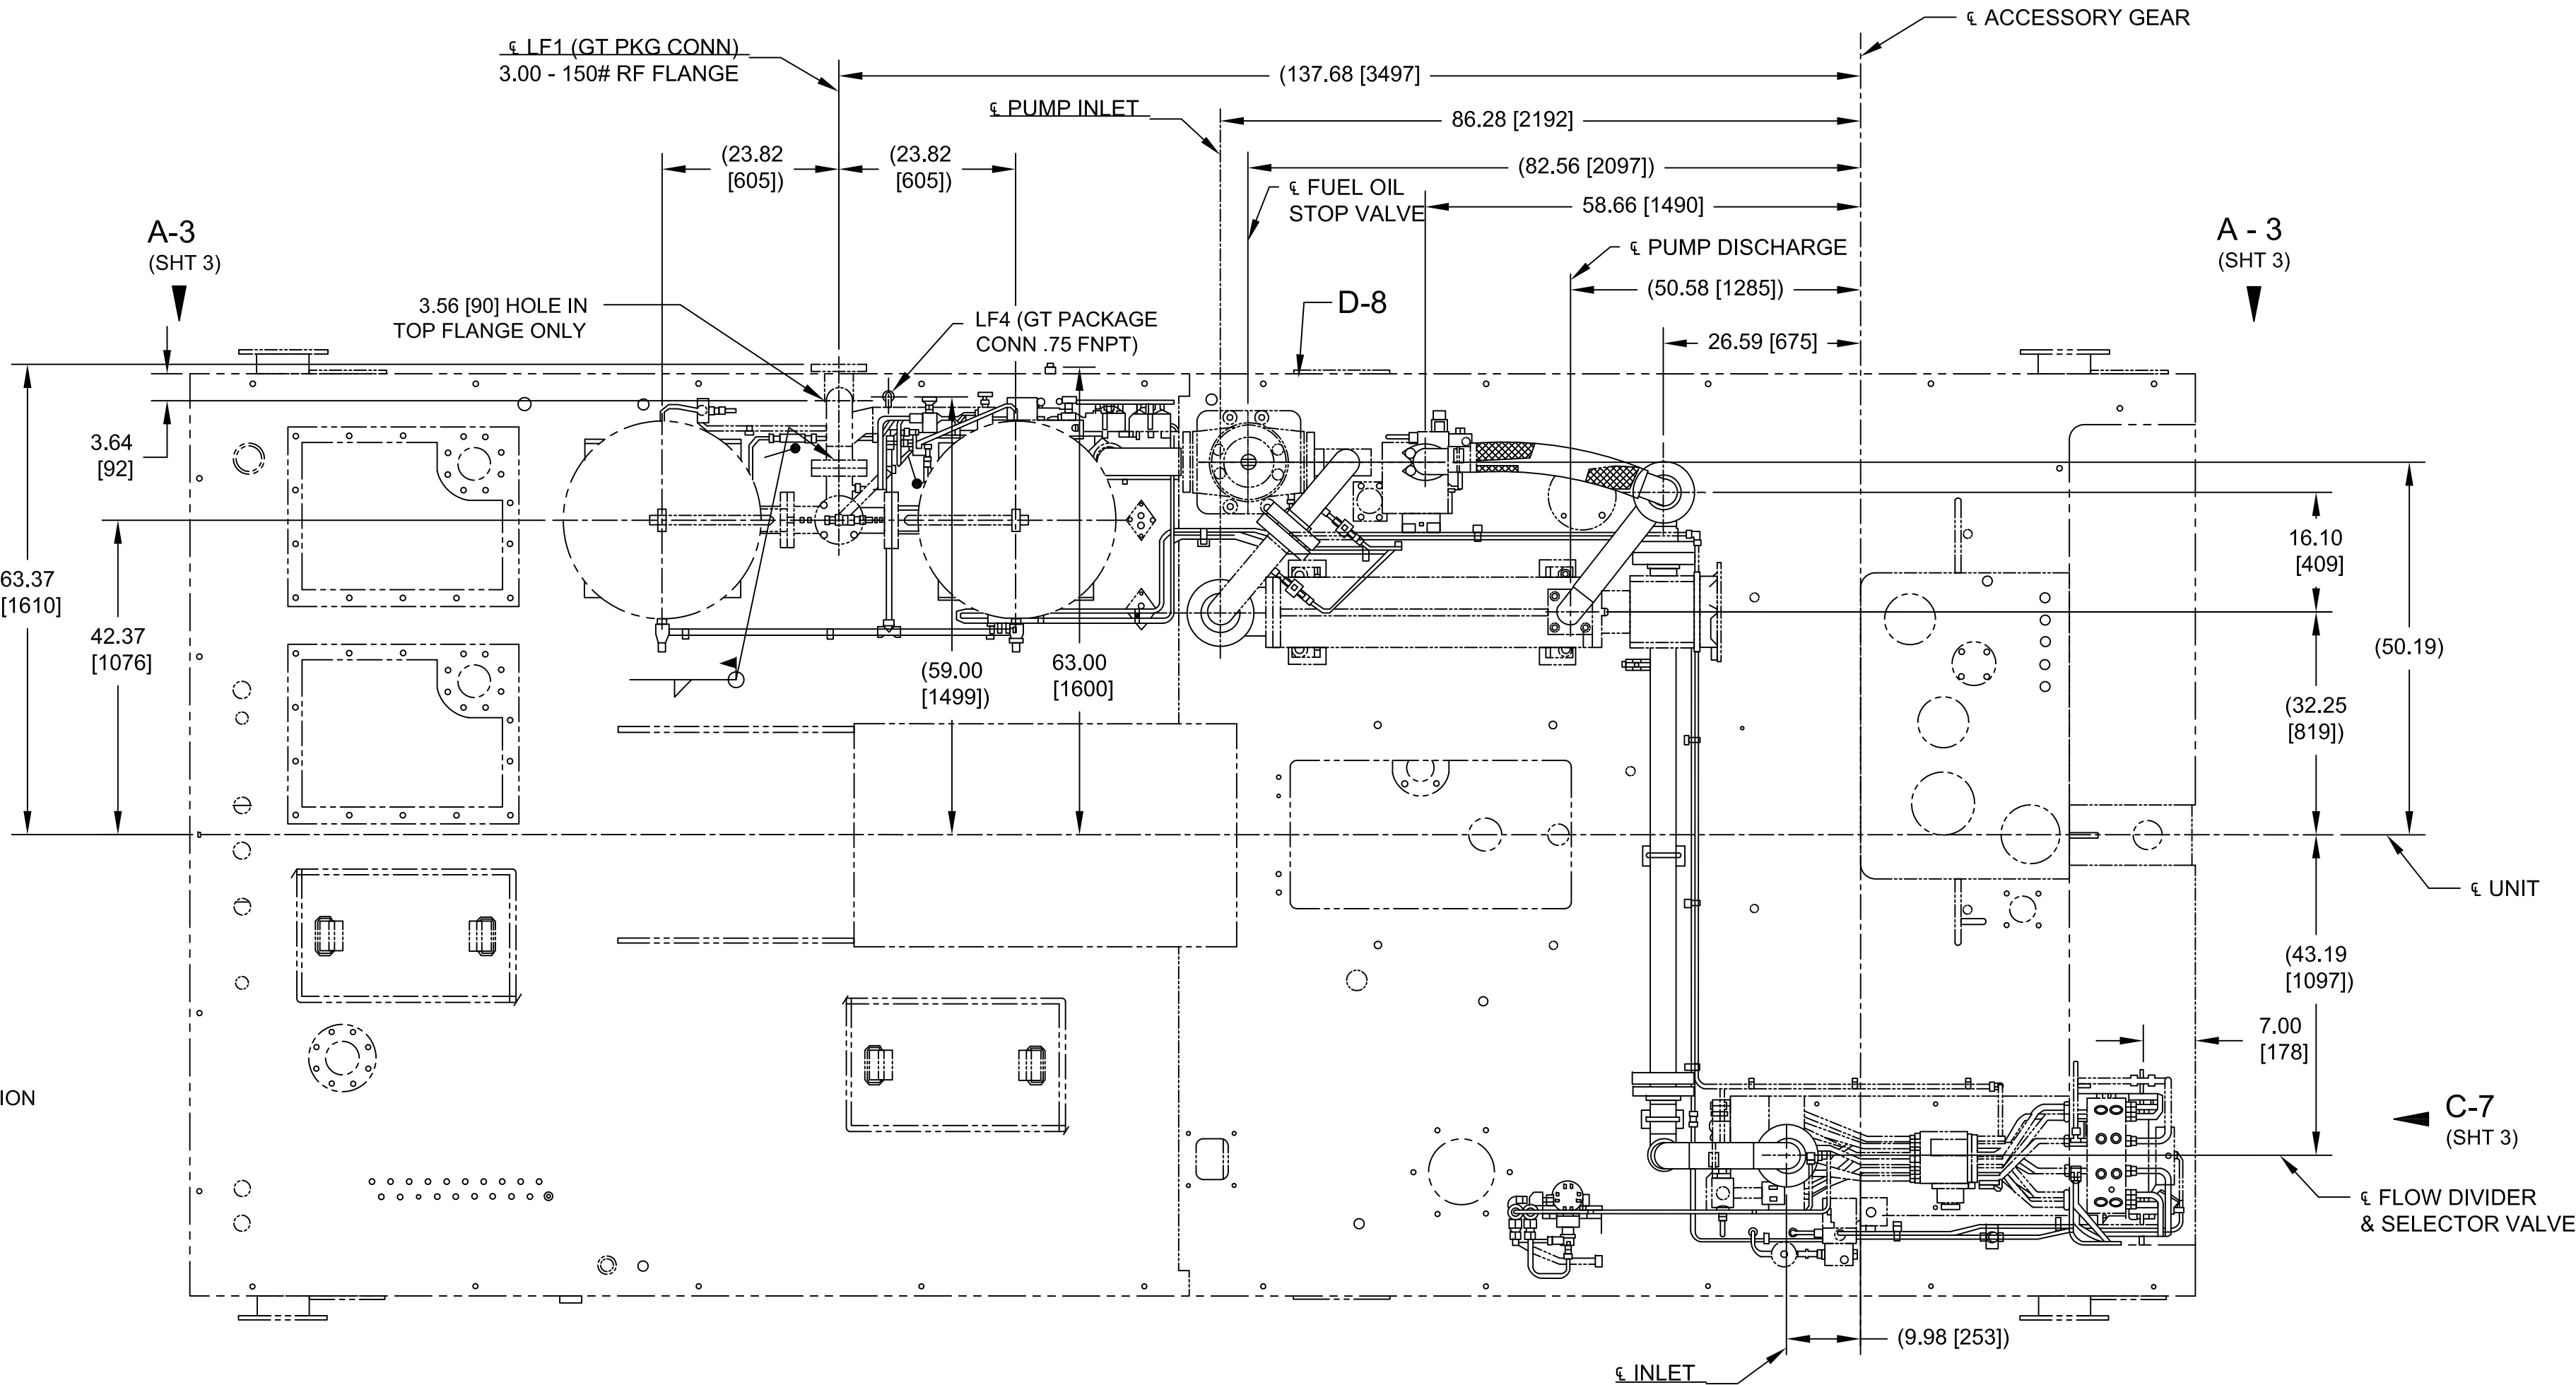 ℄ ACCESSORY GEAR
℄ LF1 (GT PKG CONN)
3.00 - 150# RF FLANGE
(137.68 [3497]
℄ PUMP INLET
86.28 [2192]
(23.82
[605])
(23.82
[605])
(82.56 [2097])
℄ FUEL OIL
STOP VALVE
58.66 [1490]
A-3
(SHT 3)
A - 3
(SHT 3)
℄ PUMP DISCHARGE
(50.58 [1285])
3.56 [90] HOLE IN
TOP FLANGE ONLY
LF4 (GT PACKAGE
CONN .75 FNPT)
D-8
26.59 [675]
3.64
[92]
16.10
[409]
63.37
[1610]
42.37
[1076]
(50.19)
(59.00
[1499])
63.00
[1600]
(32.25
[819])
℄ UNIT
(43.19
[1097])
7.00
[178]
ION
C-7
(SHT 3)
℄ FLOW DIVIDER
& SELECTOR VALVE
(9.98 [253])
℄ INLET